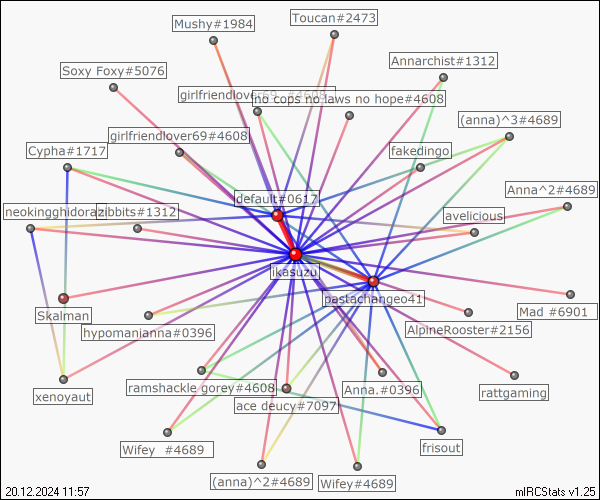 Mushy#1984
Toucan#2473
Annarchist#1312
Soxy Foxy#5076
girlfriendlover69 #4608
no cops no laws no hope#4608
(anna)^3#4689
girlfriendlover69#4608
Cypha#1717
fakedingo
default#0617
Anna^2#4689
neokingghidorazibbits#1312
avelicious
ikasuzu
pastachangeo41
Skalman
Mad #6901
hypomanianna#0396
AlpineRooster#2156
xenoyaut
ramshackle gorey#4608
Anna.#0396
rattgaming
ace deucy#7097
Wifey #4689
frisout
(anna)^2#4689
Wifey#4689
20.12.2024 11:57
mIRCStats v1.25